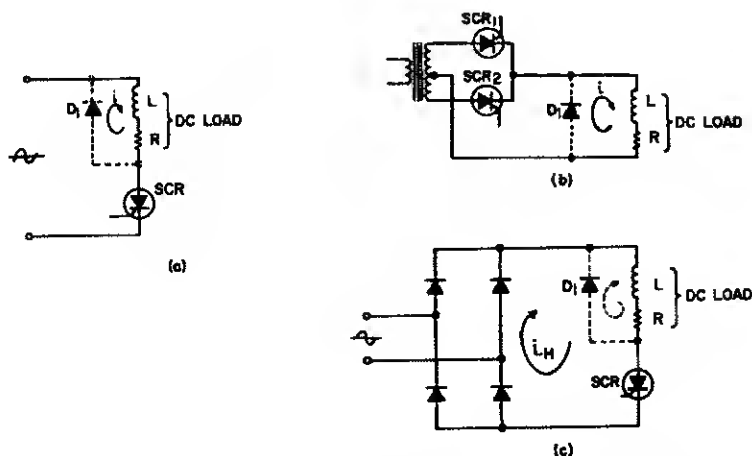 D1
i
L
R
DC LOAD
SCR
(a)
SCR1
SCR2
D1
i
L
R
DC LOAD
(b)
D1
L
R
DC LOAD
iH
SCR
(c)